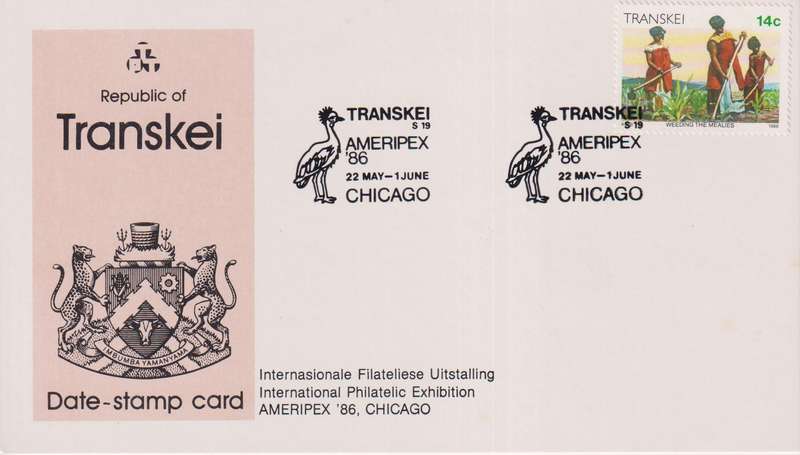 Republic of
Transkei
IMBUMBA YAMANYAMA
Date-stamp card
TRANSKEI
S 19
AMERIPEX
'86
22 MAY-1 JUNE
CHICAGO
TRANSKEI
S 19
AMERIPEX
'86
22 MAY-1 JUNE
CHICAGO
TRANSKEI 14c
WEEDING THE MEALIES 1986
Internasionale Filateliese Uitstalling
International Philatelic Exhibition
AMERIPEX '86, CHICAGO